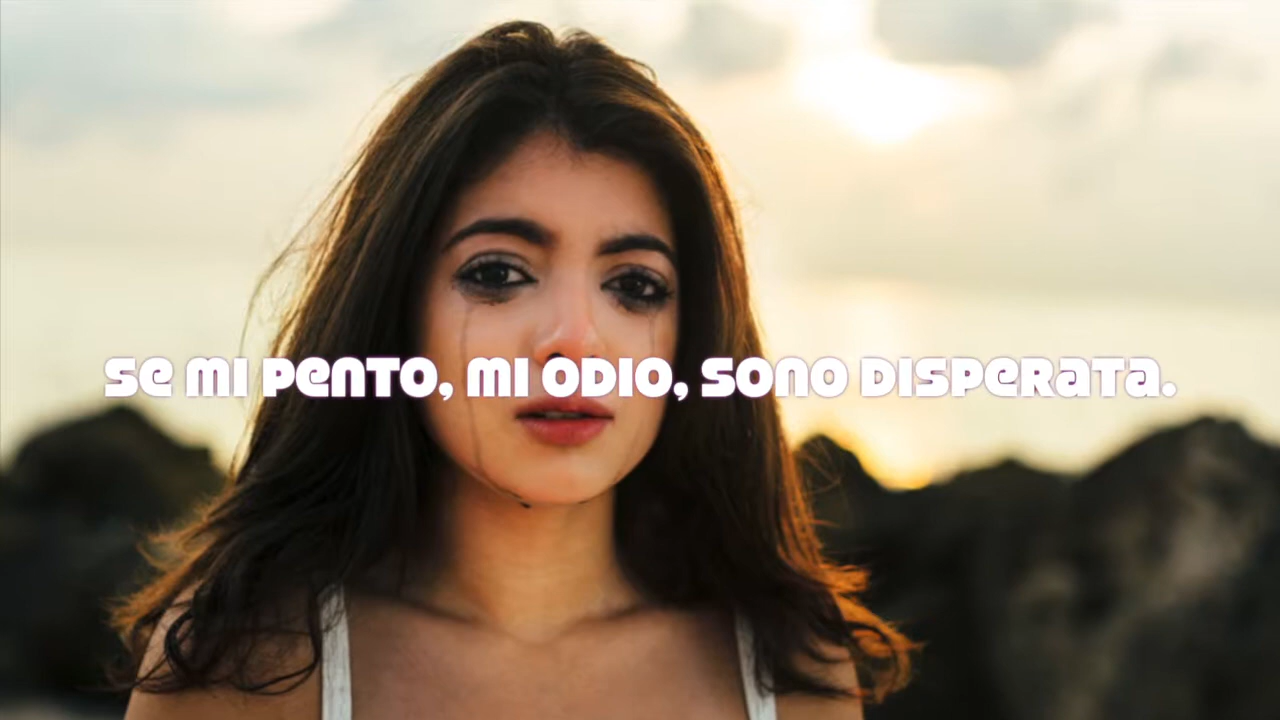 Se mi pento, mi odio, sono disperata.